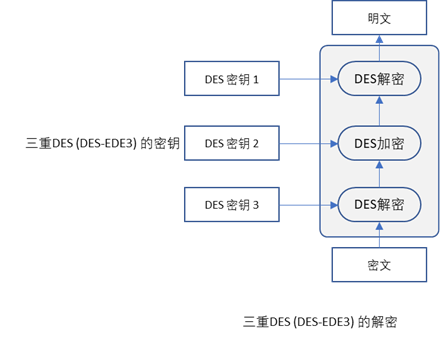 明文
DES 密钥 1
DES解密
三重DES (DES-EDE3) 的密钥
DES 密钥 2
DES加密
DES 密钥 3
DES解密
密文
三重DES (DES-EDE3) 的解密